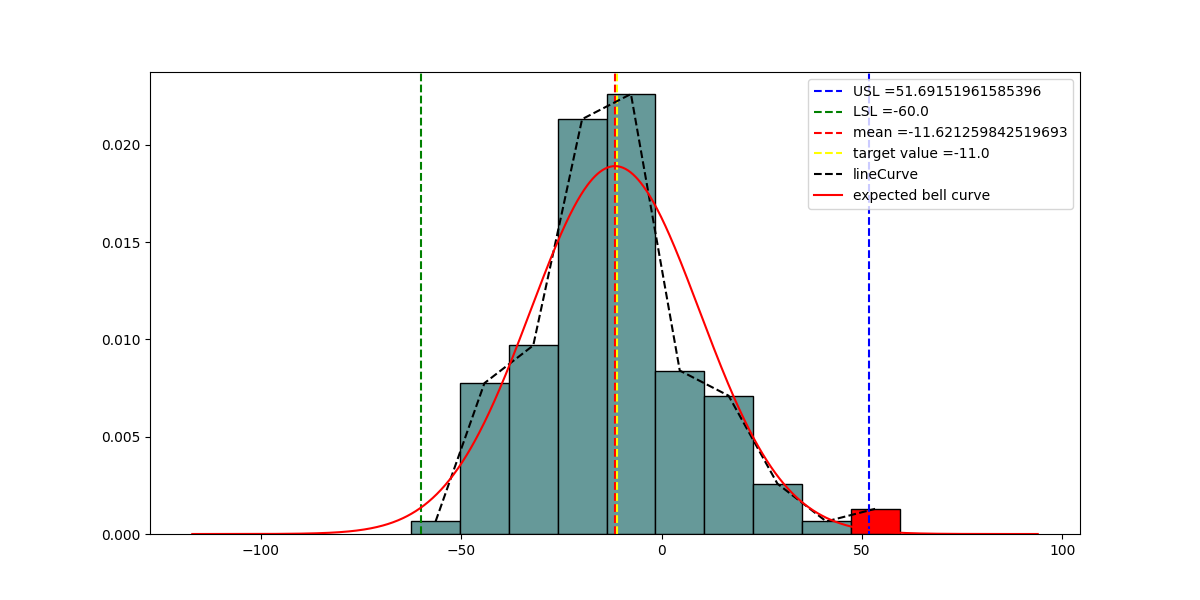 USL =51.69151961585396
LSL =-60.0
mean =-11.621259842519693
target value =-11.0
lineCurve
expected bell curve
0.020
0.015
0.010
0.005
0.000
−100
−50
0
50
100